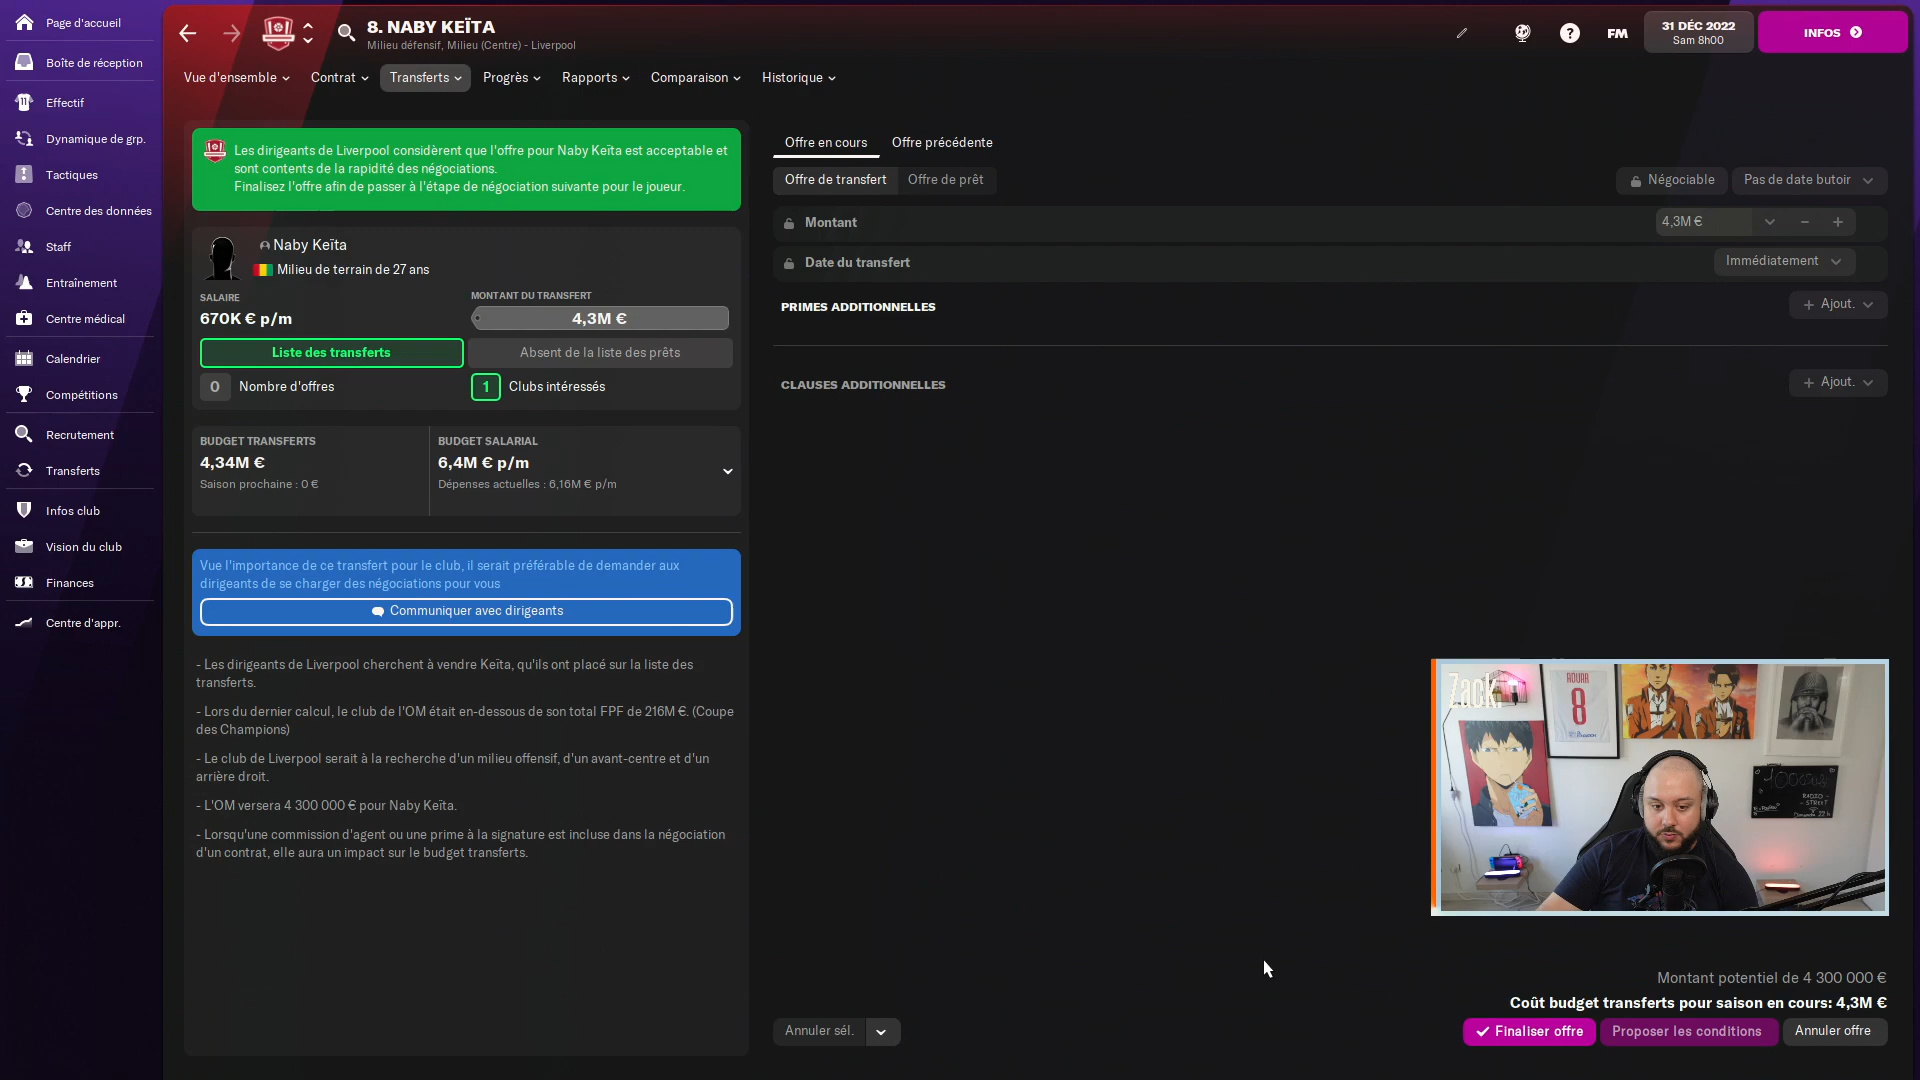 Page d'accueil
Boîte de réception
Effectif
Dynamique de grp.
Tactiques
Centre des données
Staff
Entraînement
Centre médical
Calendrier
Compétitions
Recrutement
Transferts
Infos club
Vision du club
Finances
Centre d'appr.
8. NABY KEÏTA
Milieu défensif, Milieu (Centre) - Liverpool
FM
31 DÉC 2022
Sam 8h00
INFOS
Vue d'ensemble
Contrat
Transferts
Progrès
Rapports
Comparaison
Historique
Les dirigeants de Liverpool considèrent que l'offre pour Naby Keïta est acceptable et
sont contents de la rapidité des négociations.
Finalisez l'offre afin de passer à l'étape de négociation suivante pour le joueur.
Naby Keïta
Milieu de terrain de 27 ans
SALAIRE
670K € p/m
MONTANT DU TRANSFERT
4,3M €
Liste des transferts
Absent de la liste des prêts
0 Nombre d'offres
1 Clubs intéressés
BUDGET TRANSFERTS
4,34M €
Saison prochaine : 0 €
BUDGET SALARIAL
6,4M € p/m
Dépenses actuelles : 6,16M € p/m
Vue l'importance de ce transfert pour le club, il serait préférable de demander aux
dirigeants de se charger des négociations pour vous
Communiquer avec dirigeants
- Les dirigeants de Liverpool cherchent à vendre Keïta, qu'ils ont placé sur la liste des
transferts.
- Lors du dernier calcul, le club de l'OM était en-dessous de son total FPF de 216M €. (Coupe
des Champions)
- Le club de Liverpool serait à la recherche d'un milieu offensif, d'un avant-centre et d'un
arrière droit.
- L'OM versera 4 300 000 € pour Naby Keïta.
- Lorsqu'une commission d'agent ou une prime à la signature est incluse dans la négociation
d'un contrat, elle aura un impact sur le budget transferts.
Offre en cours
Offre précédente
Offre de transfert
Offre de prêt
Négociable
Pas de date butoir
Montant
4,3M €
Date du transfert
Immédiatement
PRIMES ADDITIONNELLES
+ Ajout.
CLAUSES ADDITIONNELLES
+ Ajout.
Zack
AOUAR
8
RADIO
STREET
Montant potentiel de 4 300 000 €
Coût budget transferts pour saison en cours: 4,3M €
Annuler sél.
Finaliser offre
Proposer les conditions
Annuler offre